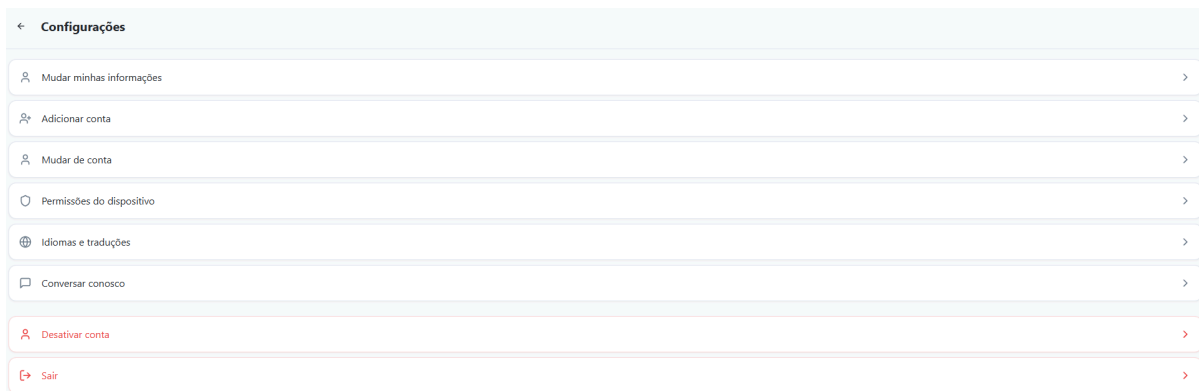 Configurações
Mudar minhas informações
Adicionar conta
Mudar de conta
Permissões do dispositivo
Idiomas e traduções
Conversar conosco
Desativar conta
Sair